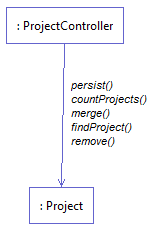 : ProjectController
persist()
countProjects()
merge()
findProject()
remove()
: Project